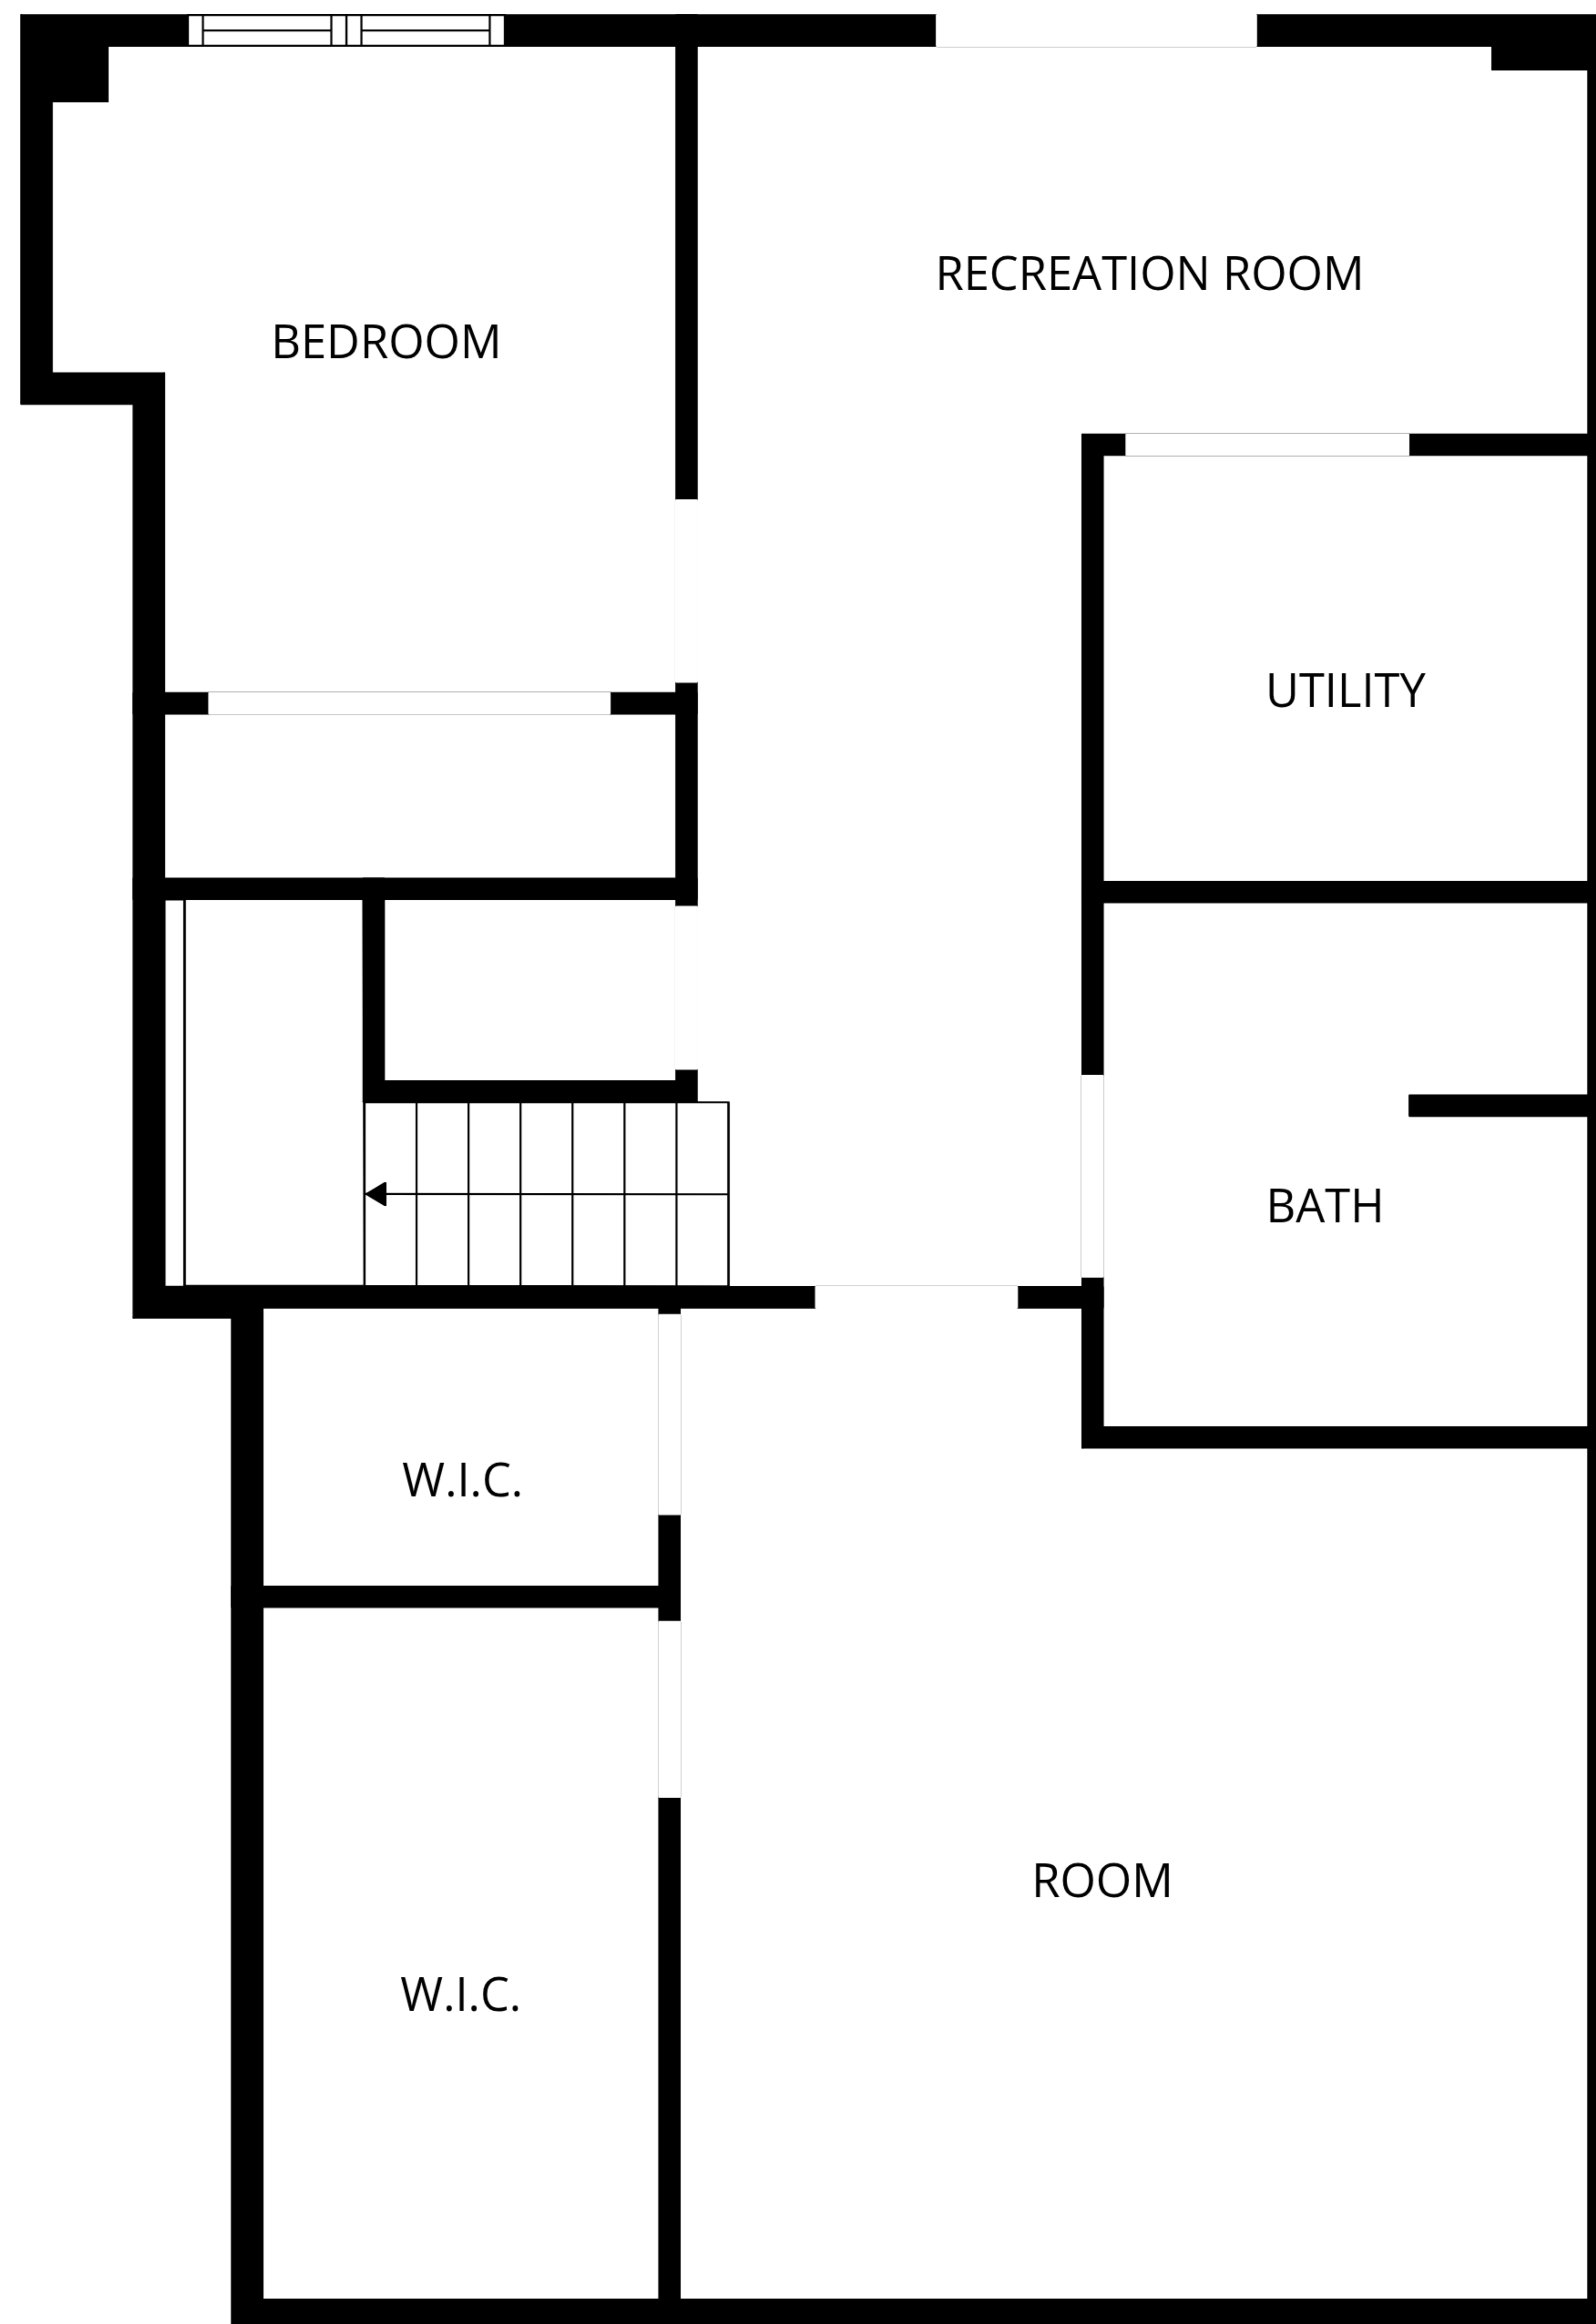 RECREATION ROOM
BEDROOM
UTILITY
BATH
W.I.C.
ROOM
W.I.C.